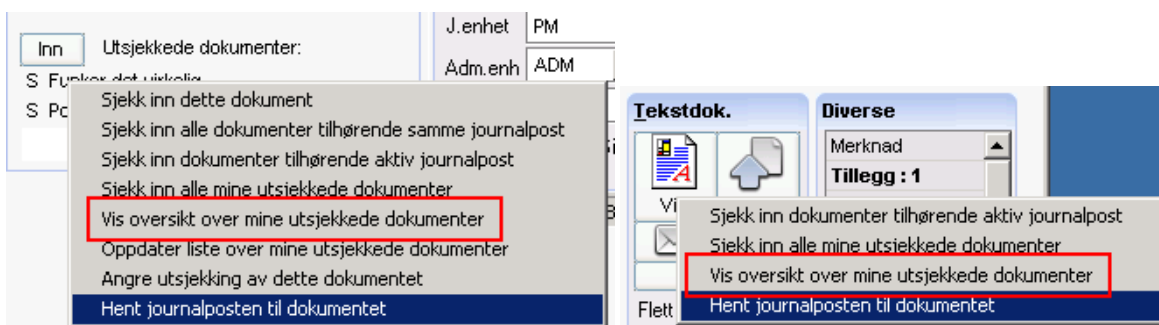 J.enhet PM
Inn Utsjekkede dokumenter:
Adm.enh ADM
S Funker det virkelig
S
Sjekk inn dette dokument
Sjekk inn alle dokumenter tilhørende samme journalpost
Sjekk inn dokumenter tilhørende aktiv journalpost
Sjekk inn alle mine utsjekkede dokumenter
Vis oversikt over mine utsjekkede dokumenter
Oppdater liste over mine utsjekkede dokumenter
Angre utsjekking av dette dokumentet
Hent journalposten til dokumentet
Tekstdok. Diverse
Merknad
Tillegg : 1
Sjekk inn dokumenter tilhørende aktiv journalpost
Sjekk inn alle mine utsjekkede dokumenter
Vis oversikt over mine utsjekkede dokumenter
Flett Hent journalposten til dokumentet